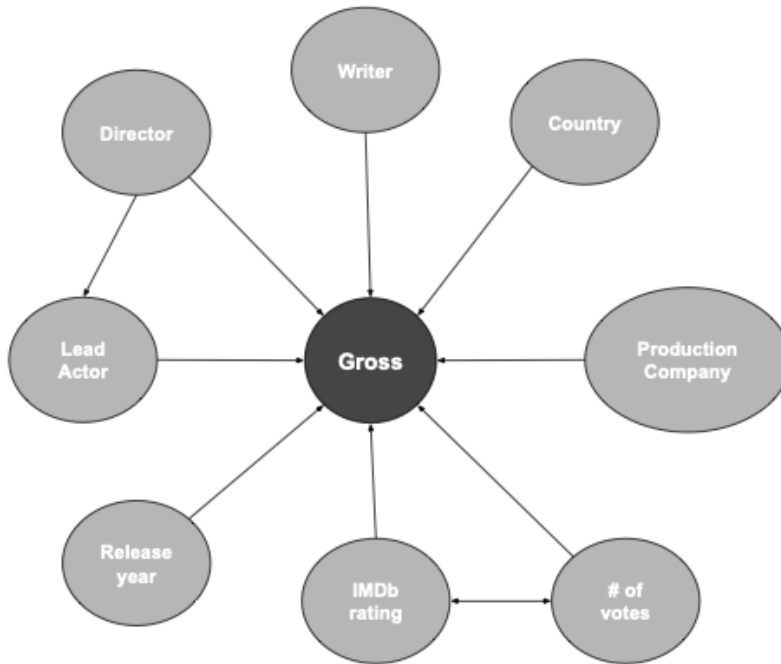 Writer
Director
Country
Lead
Actor
Gross
Production
Company
Release
year
IMDb
rating
# of
votes